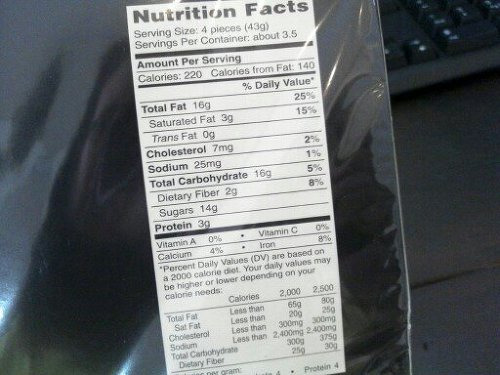 Nutrition Facts
Serving Size: 4 pieces (43g)
Servings Per Container: about 3.5
Amount Per Serving
Calories: 220 Calories from Fat: 140
% Daily Value*
Total Fat 16g 25%
Saturated Fat 3g 15%
Trans Fat 0g
Cholesterol 7mg 2%
Sodium 25mg 1%
Total Carbohydrate 16g 5%
Dietary Fiber 2g 8%
Sugars 14g
Protein 3g
Vitamin A 0% • Vitamin C 0%
Calcium 4% • Iron 8%
*Percent Daily Values (DV) are based on
a 2000 calorie diet. Your daily values may
be higher or lower depending on your
calorie needs:
Calories 2,000 2,500
Total Fat Less than 65g 80g
Sat Fat Less than 20g 25g
Cholesterol Less than 300mg 300mg
Sodium Less than 2,400mg 2,400mg
Total Carbohydrate 300g 375g
Dietary Fiber 25g 30g
per gram:
4 • Protein 4